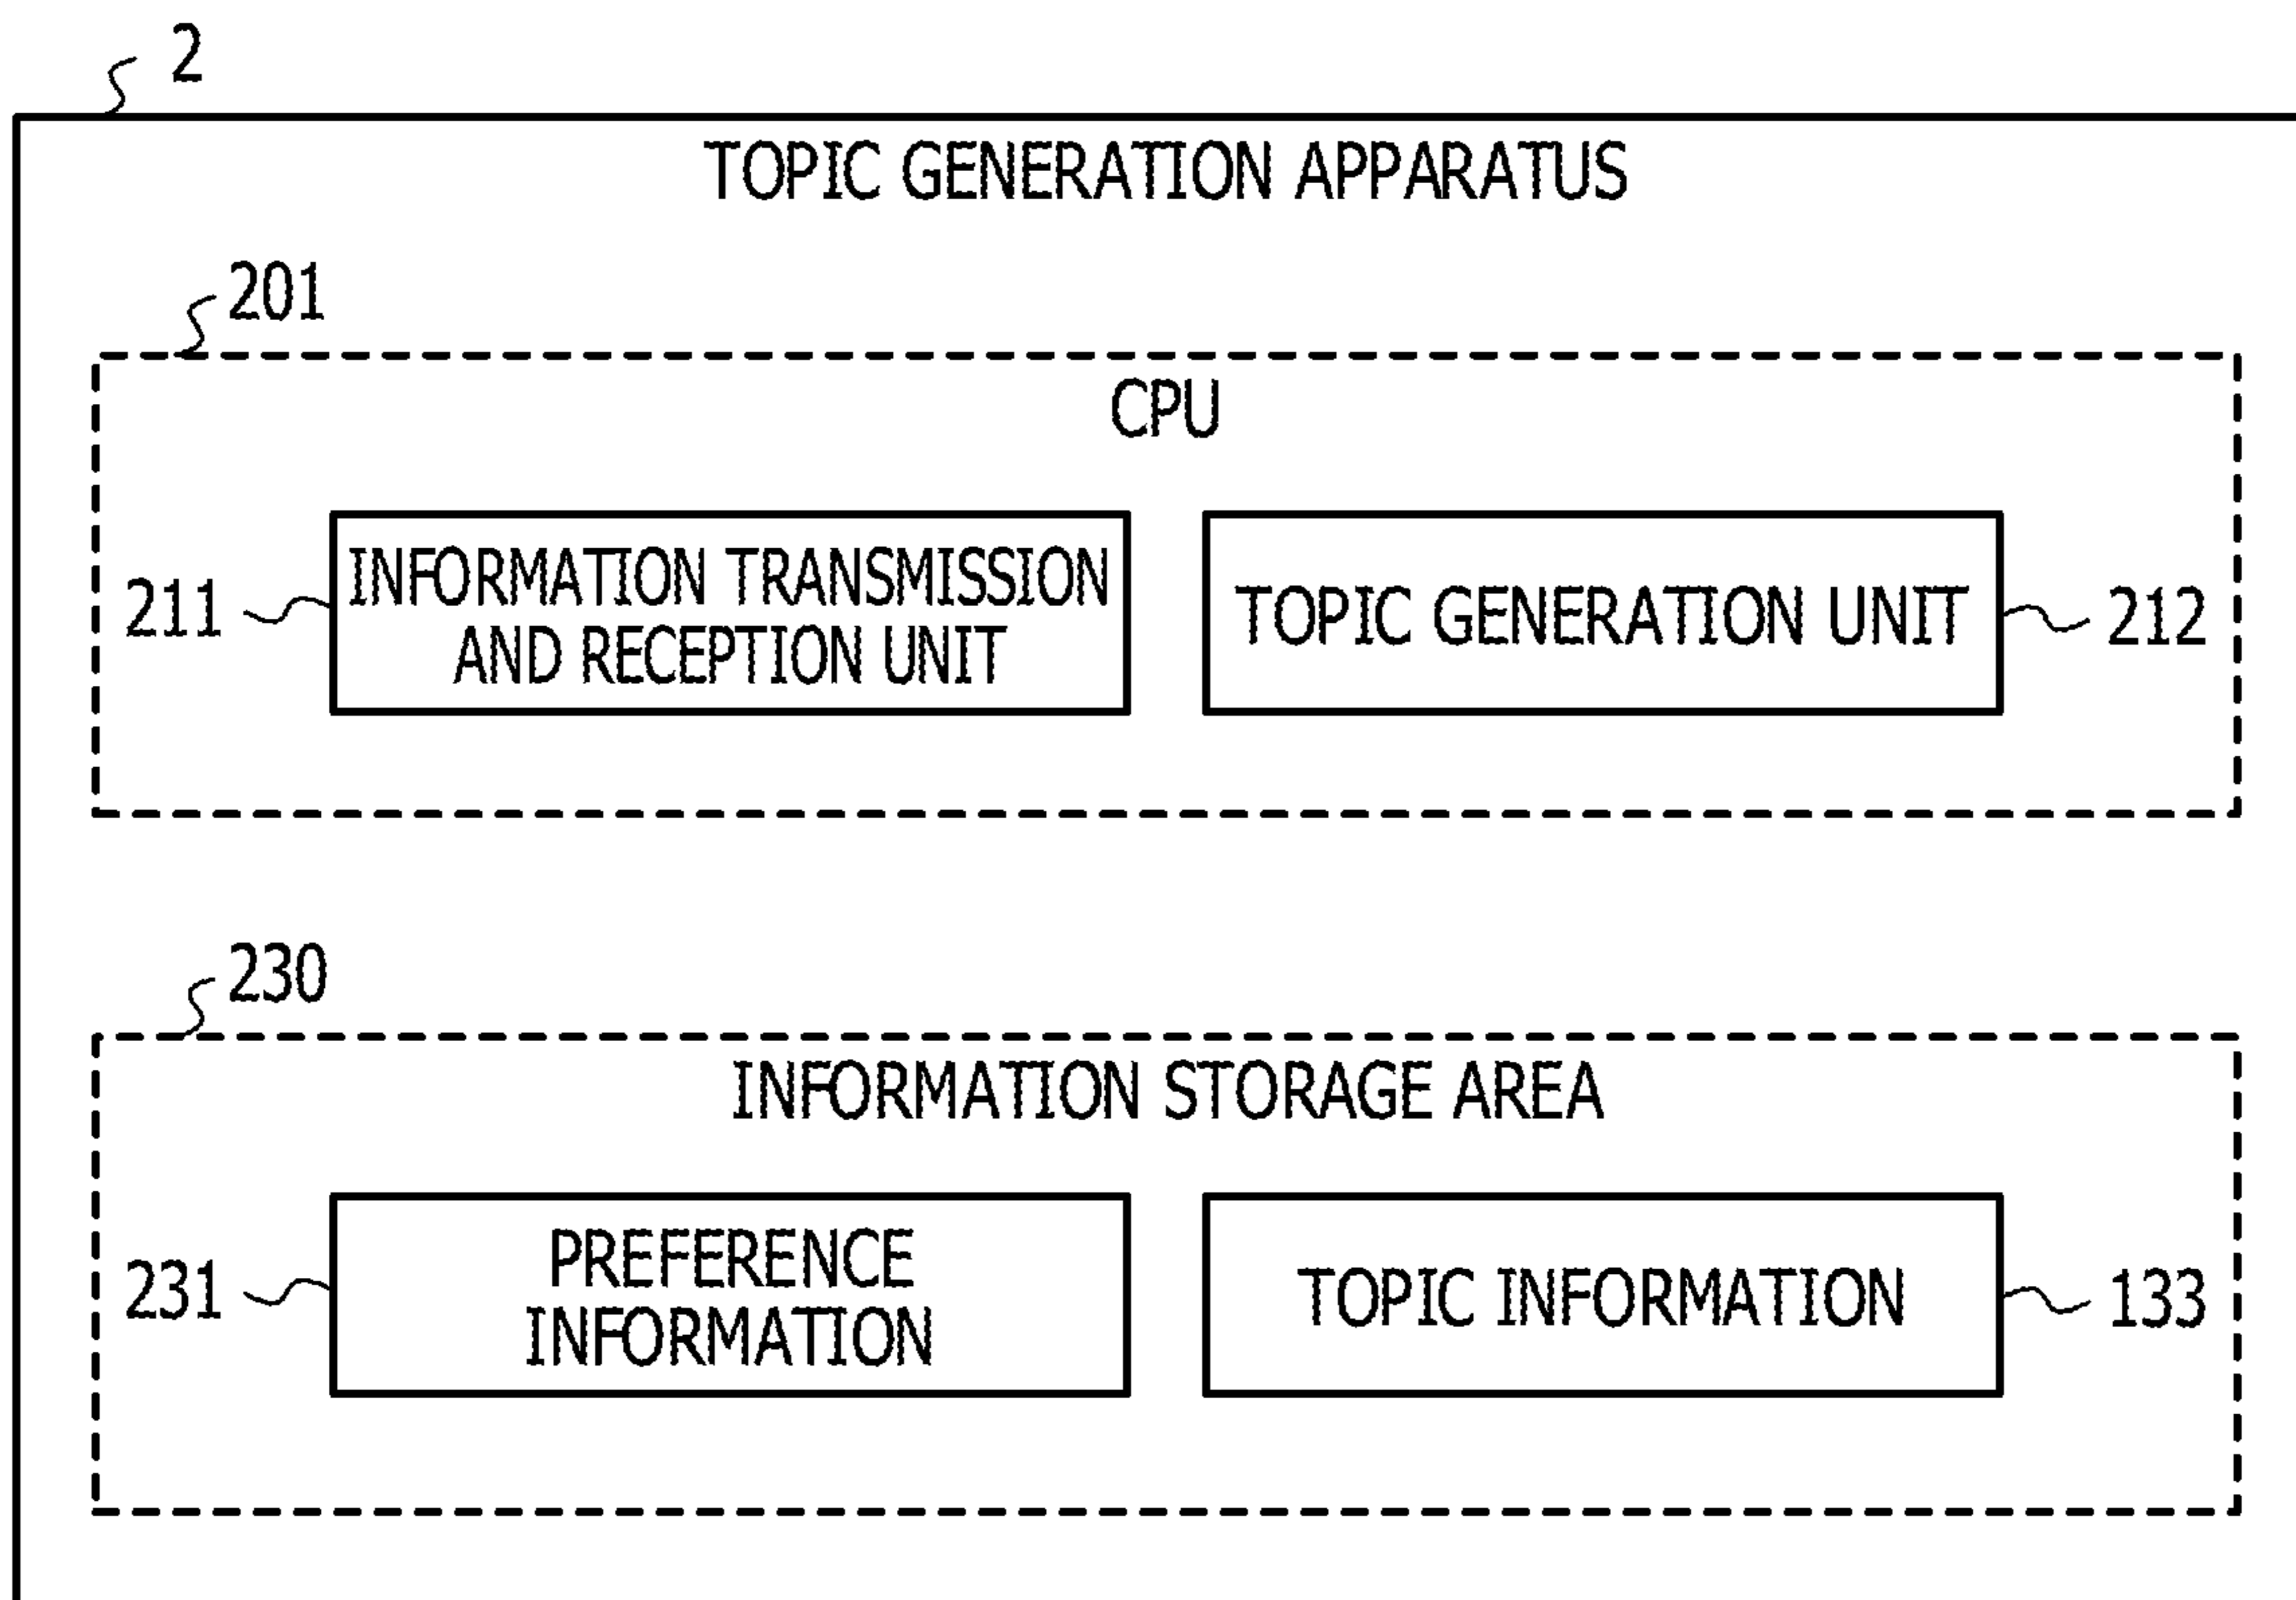 2
TOPIC GENERATION APPARATUS
201
CPU
211
INFORMATION TRANSMISSION
AND RECEPTION UNIT
TOPIC GENERATION UNIT
212
230
INFORMATION STORAGE AREA
231
PREFERENCE
INFORMATION
TOPIC INFORMATION
133